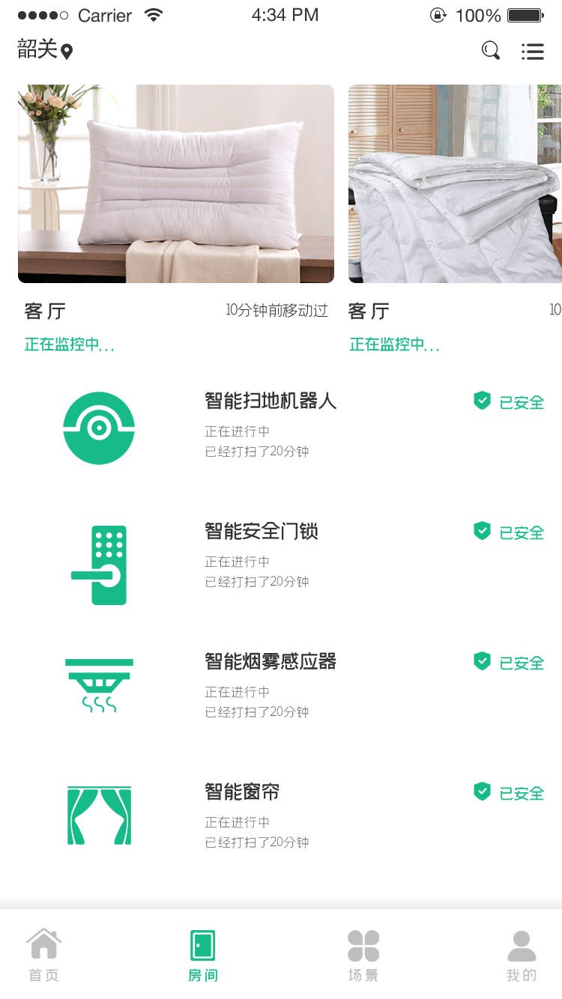 Carrier 4:34 PM 100%
韶关
客厅 10分钟前移动过 客厅 10
正在监控中... 正在监控中...
智能扫地机器人 已安全
正在进行中
已经打扫了20分钟
智能安全门锁 已安全
正在进行中
已经打扫了20分钟
智能烟雾感应器 已安全
正在进行中
已经打扫了20分钟
智能窗帘 已安全
正在进行中
已经打扫了20分钟
首页 房间 场景 我的